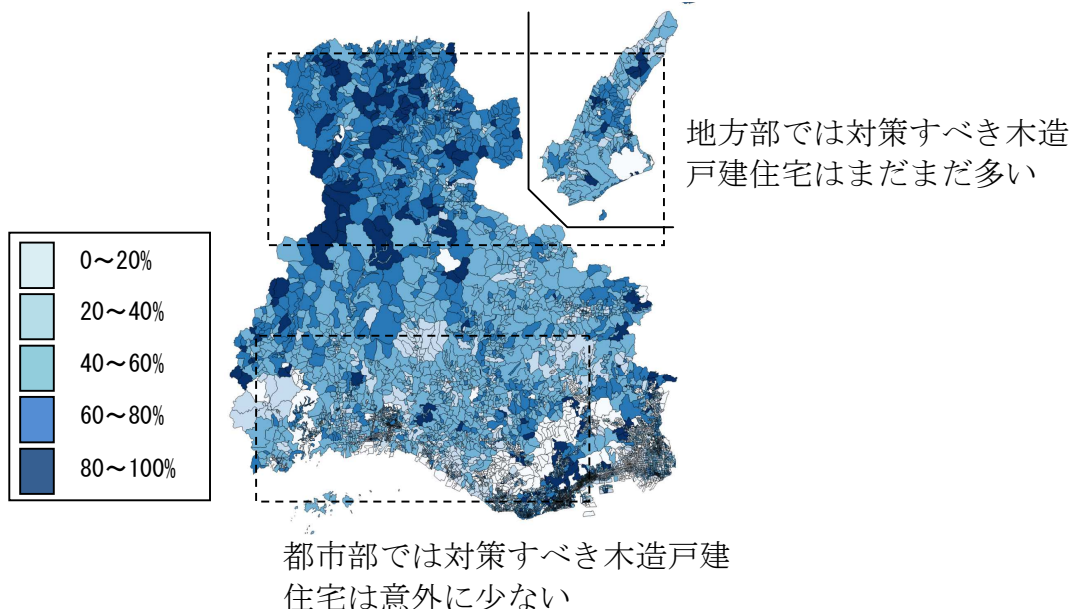 地方部では対策すべき木造
戸建住宅はまだまだ多い
0～20%
20～40%
40～60%
60～80%
80～100%
都市部では対策すべき木造戸建
住宅は意外に少ない